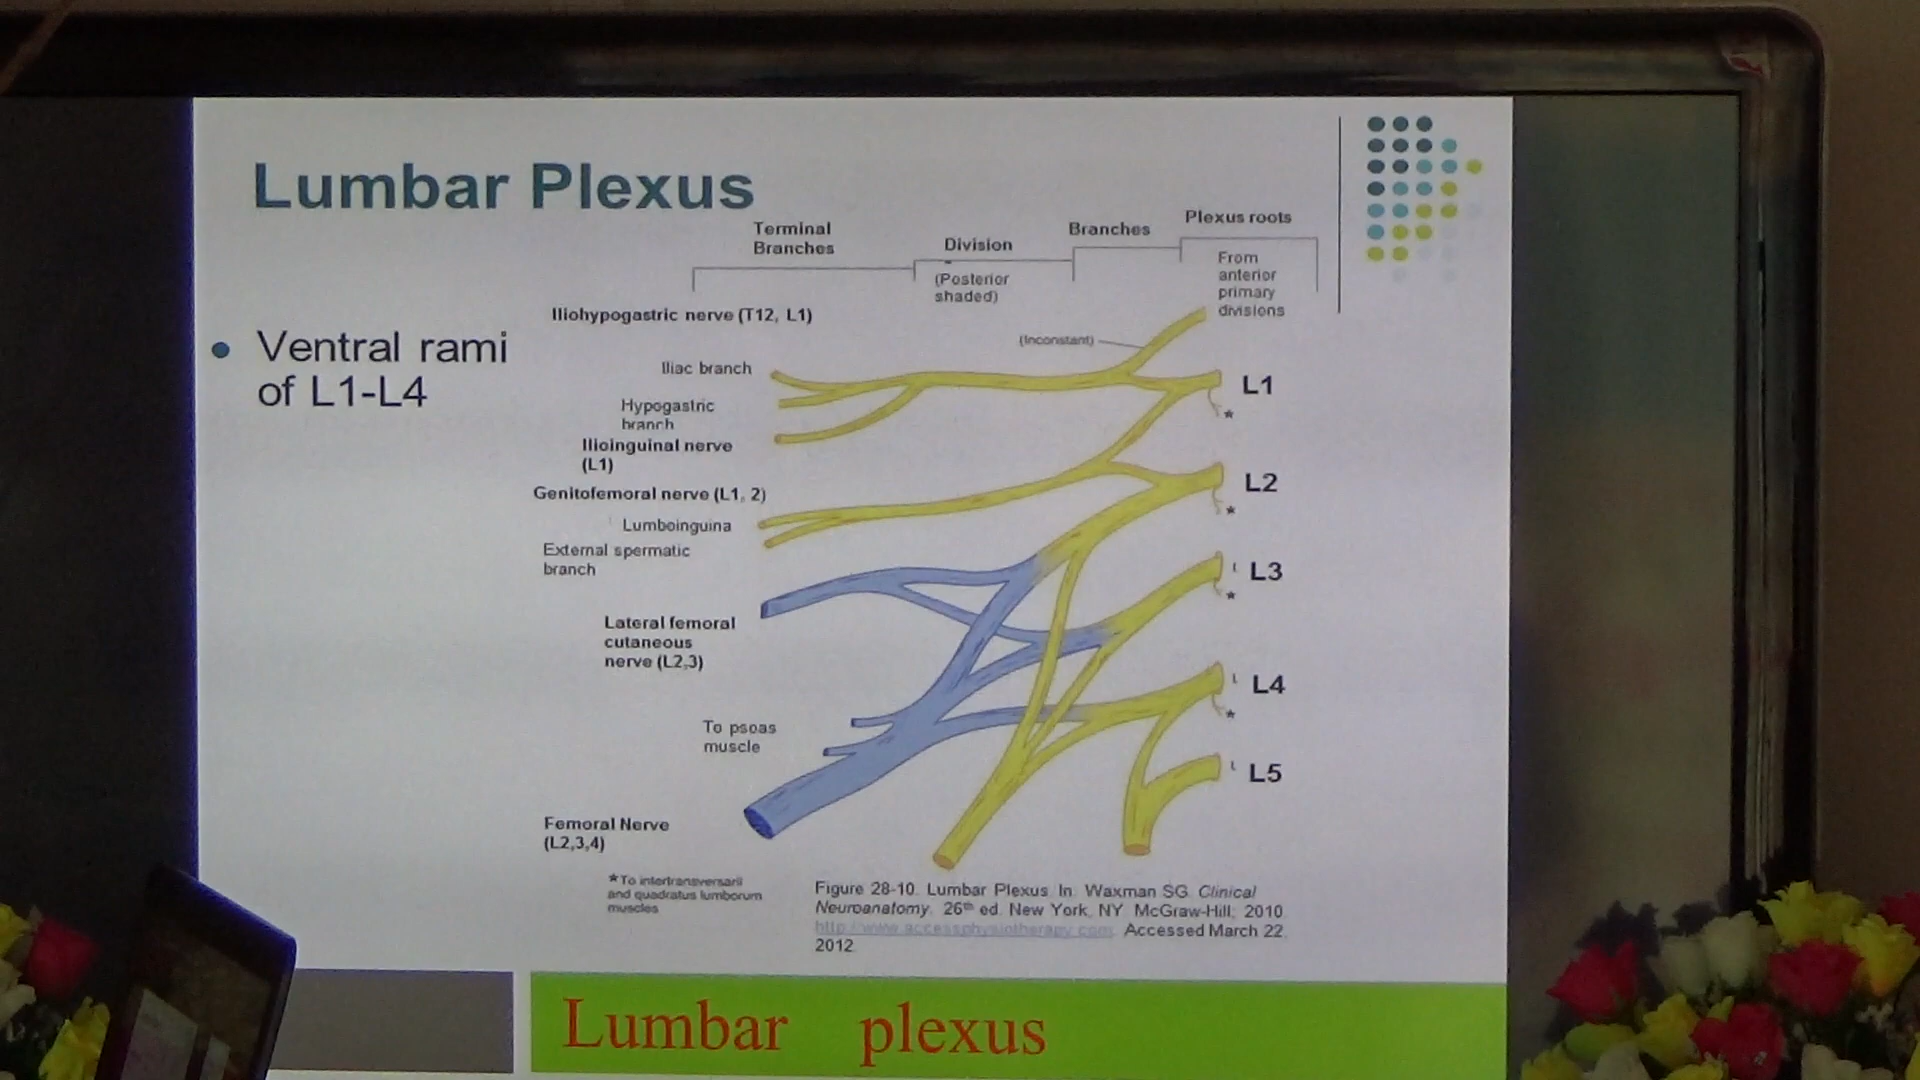 Lumbar Plexus
Ventral rami
of L1-L4
Terminal
Branches
Division
(Posterior
shaded)
Branches
Plexus roots
From
anterior
primary
divisions
Iliohypogastric nerve (T12, L1)
(Inconstant)
Iliac branch
L1
*
Hypogastric
branch
Ilioinguinal nerve
(L1)
Genitofemoral nerve (L1, 2)
L2
*
Lumboinguina
External spermatic
branch
L3
*
Lateral femoral
cutaneous
nerve (L2,3)
L4
*
To psoas
muscle
L5
Femoral Nerve
(L2,3,4)
*To intertransversarii
and quadratus lumborum
muscles
Figure 28-10. Lumbar Plexus. In: Waxman SG. Clinical
Neuroanatomy. 26th ed. New York, NY: McGraw-Hill; 2010.
http://www.accessphysiotherapy.com. Accessed March 22,
2012.
Lumbar plexus